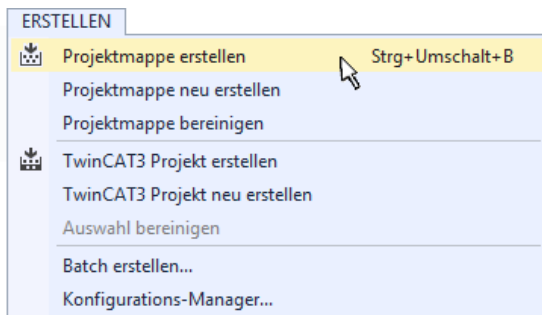 ERSTELLEN
Projektmappe erstellen Strg+Umschalt+B
Projektmappe neu erstellen
Projektmappe bereinigen
TwinCAT3 Projekt erstellen
TwinCAT3 Projekt neu erstellen
Auswahl bereinigen
Batch erstellen...
Konfigurations-Manager...